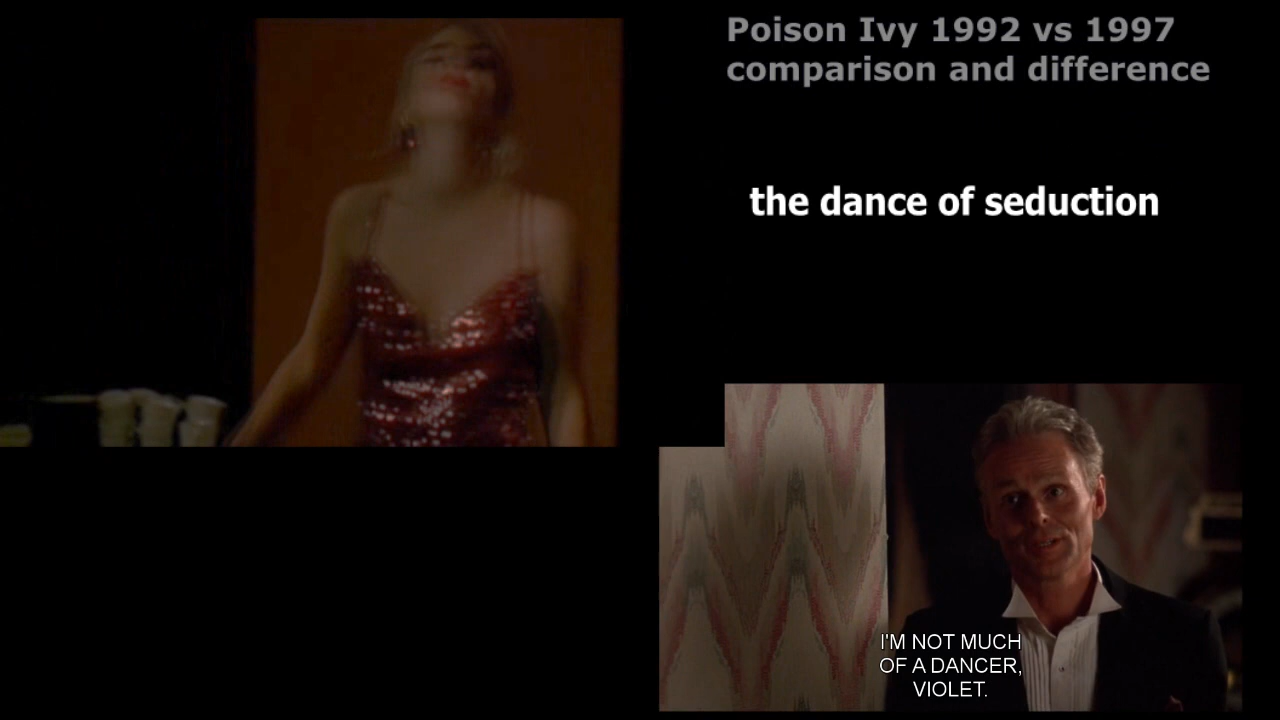 Poison Ivy 1992 vs 1997
comparison and difference
the dance of seduction
I'M NOT MUCH
OF A DANCER,
VIOLET.